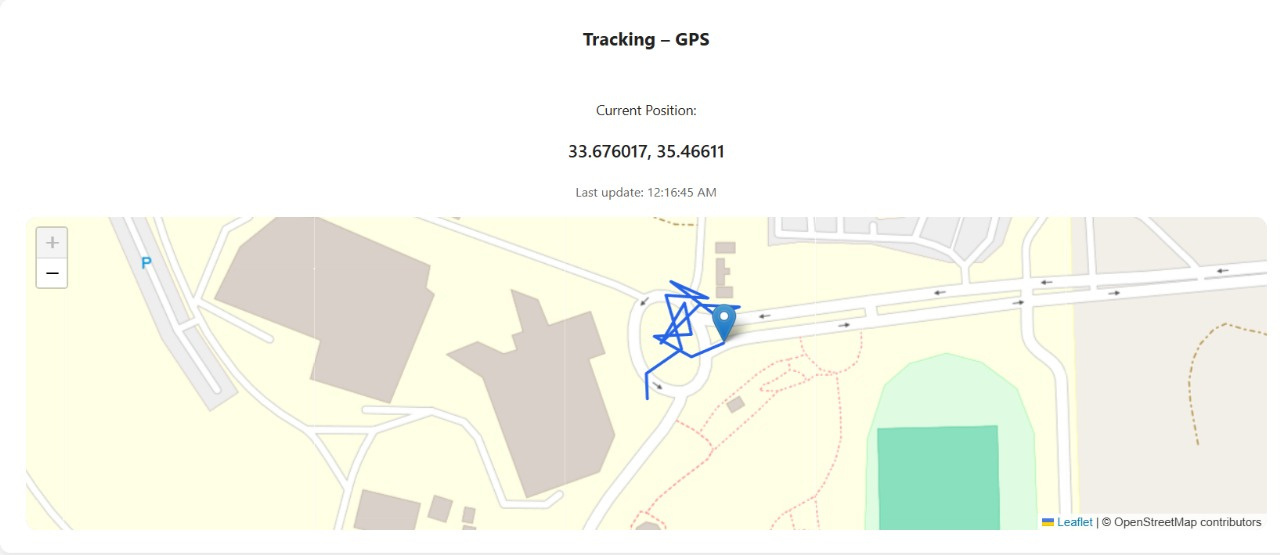 Tracking – GPS
Current Position:
33.676017, 35.46611
Last update: 12:16:45 AM
+
−
P
Leaflet | © OpenStreetMap contributors